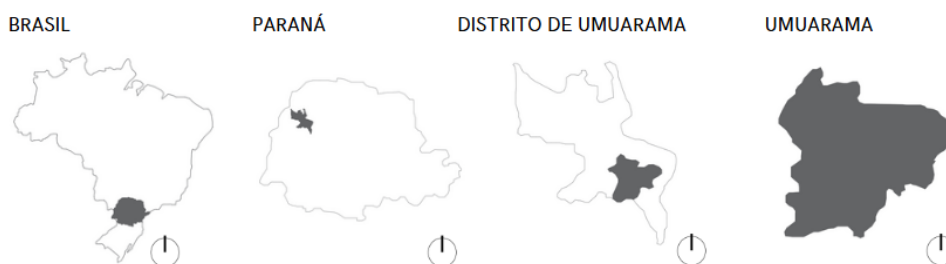 BRASIL
PARANÁ
DISTRITO DE UMUARAMA
UMUARAMA